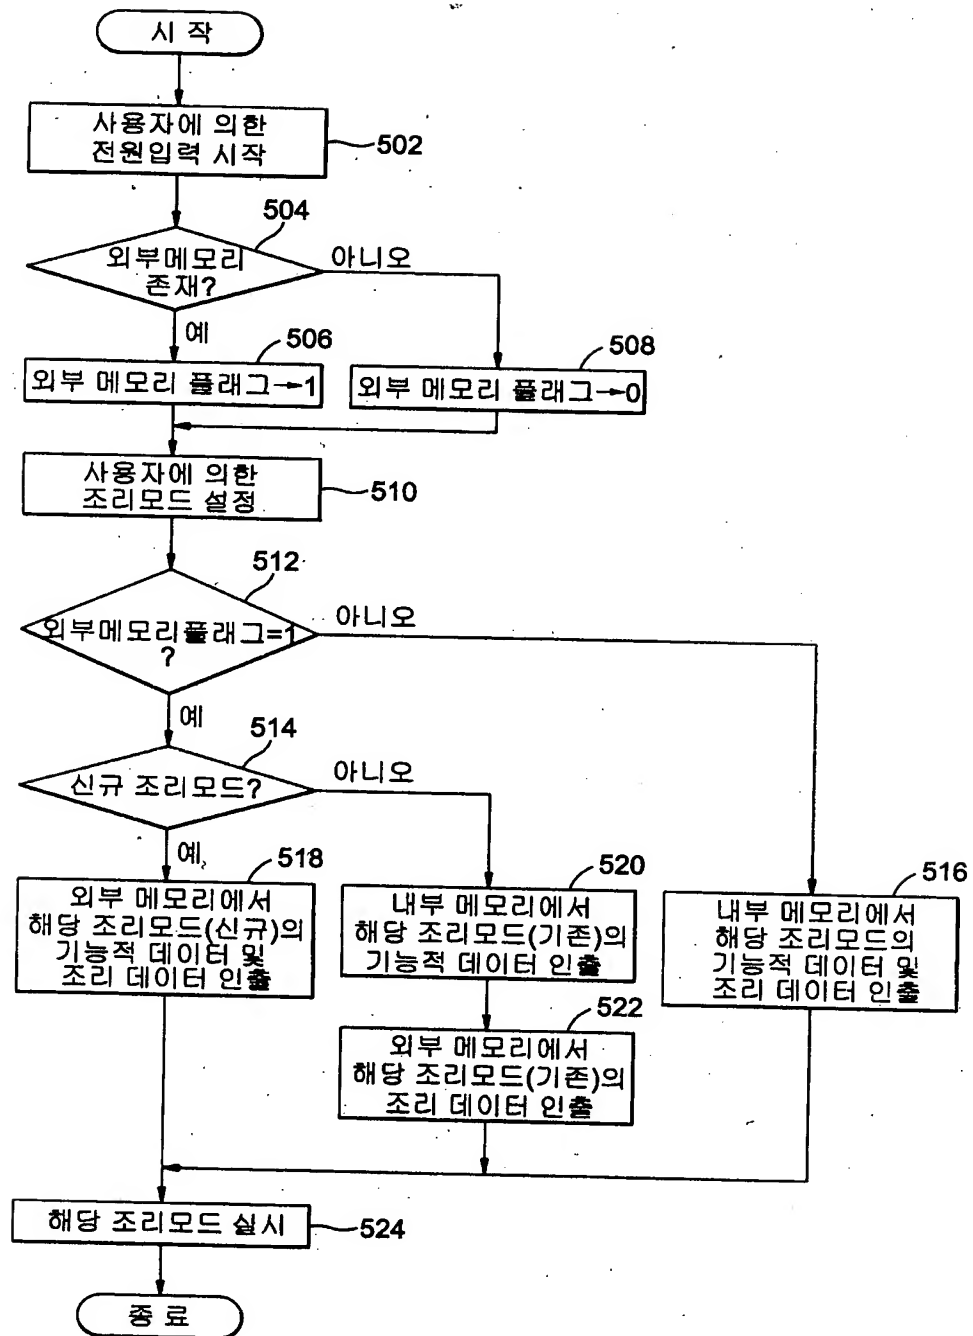 시 작
사용자에 의한
전원입력 시작
502
504
외부메모리
존재?
아니오
예
506
외부 메모리 플래그→1
508
외부 메모리 플래그→0
사용자에 의한
조리모드 설정
510
512
외부메모리플래그=1
?
아니오
예
514
신규 조리모드?
아니오
예
518
외부 메모리에서
해당 조리모드(신규)의
기능적 데이터 및
조리 데이터 인출
520
내부 메모리에서
해당 조리모드(기존)의
기능적 데이터 인출
516
내부 메모리에서
해당 조리모드의
기능적 데이터 및
조리 데이터 인출
522
외부 메모리에서
해당 조리모드(기존)의
조리 데이터 인출
해당 조리모드 실시
524
종 료